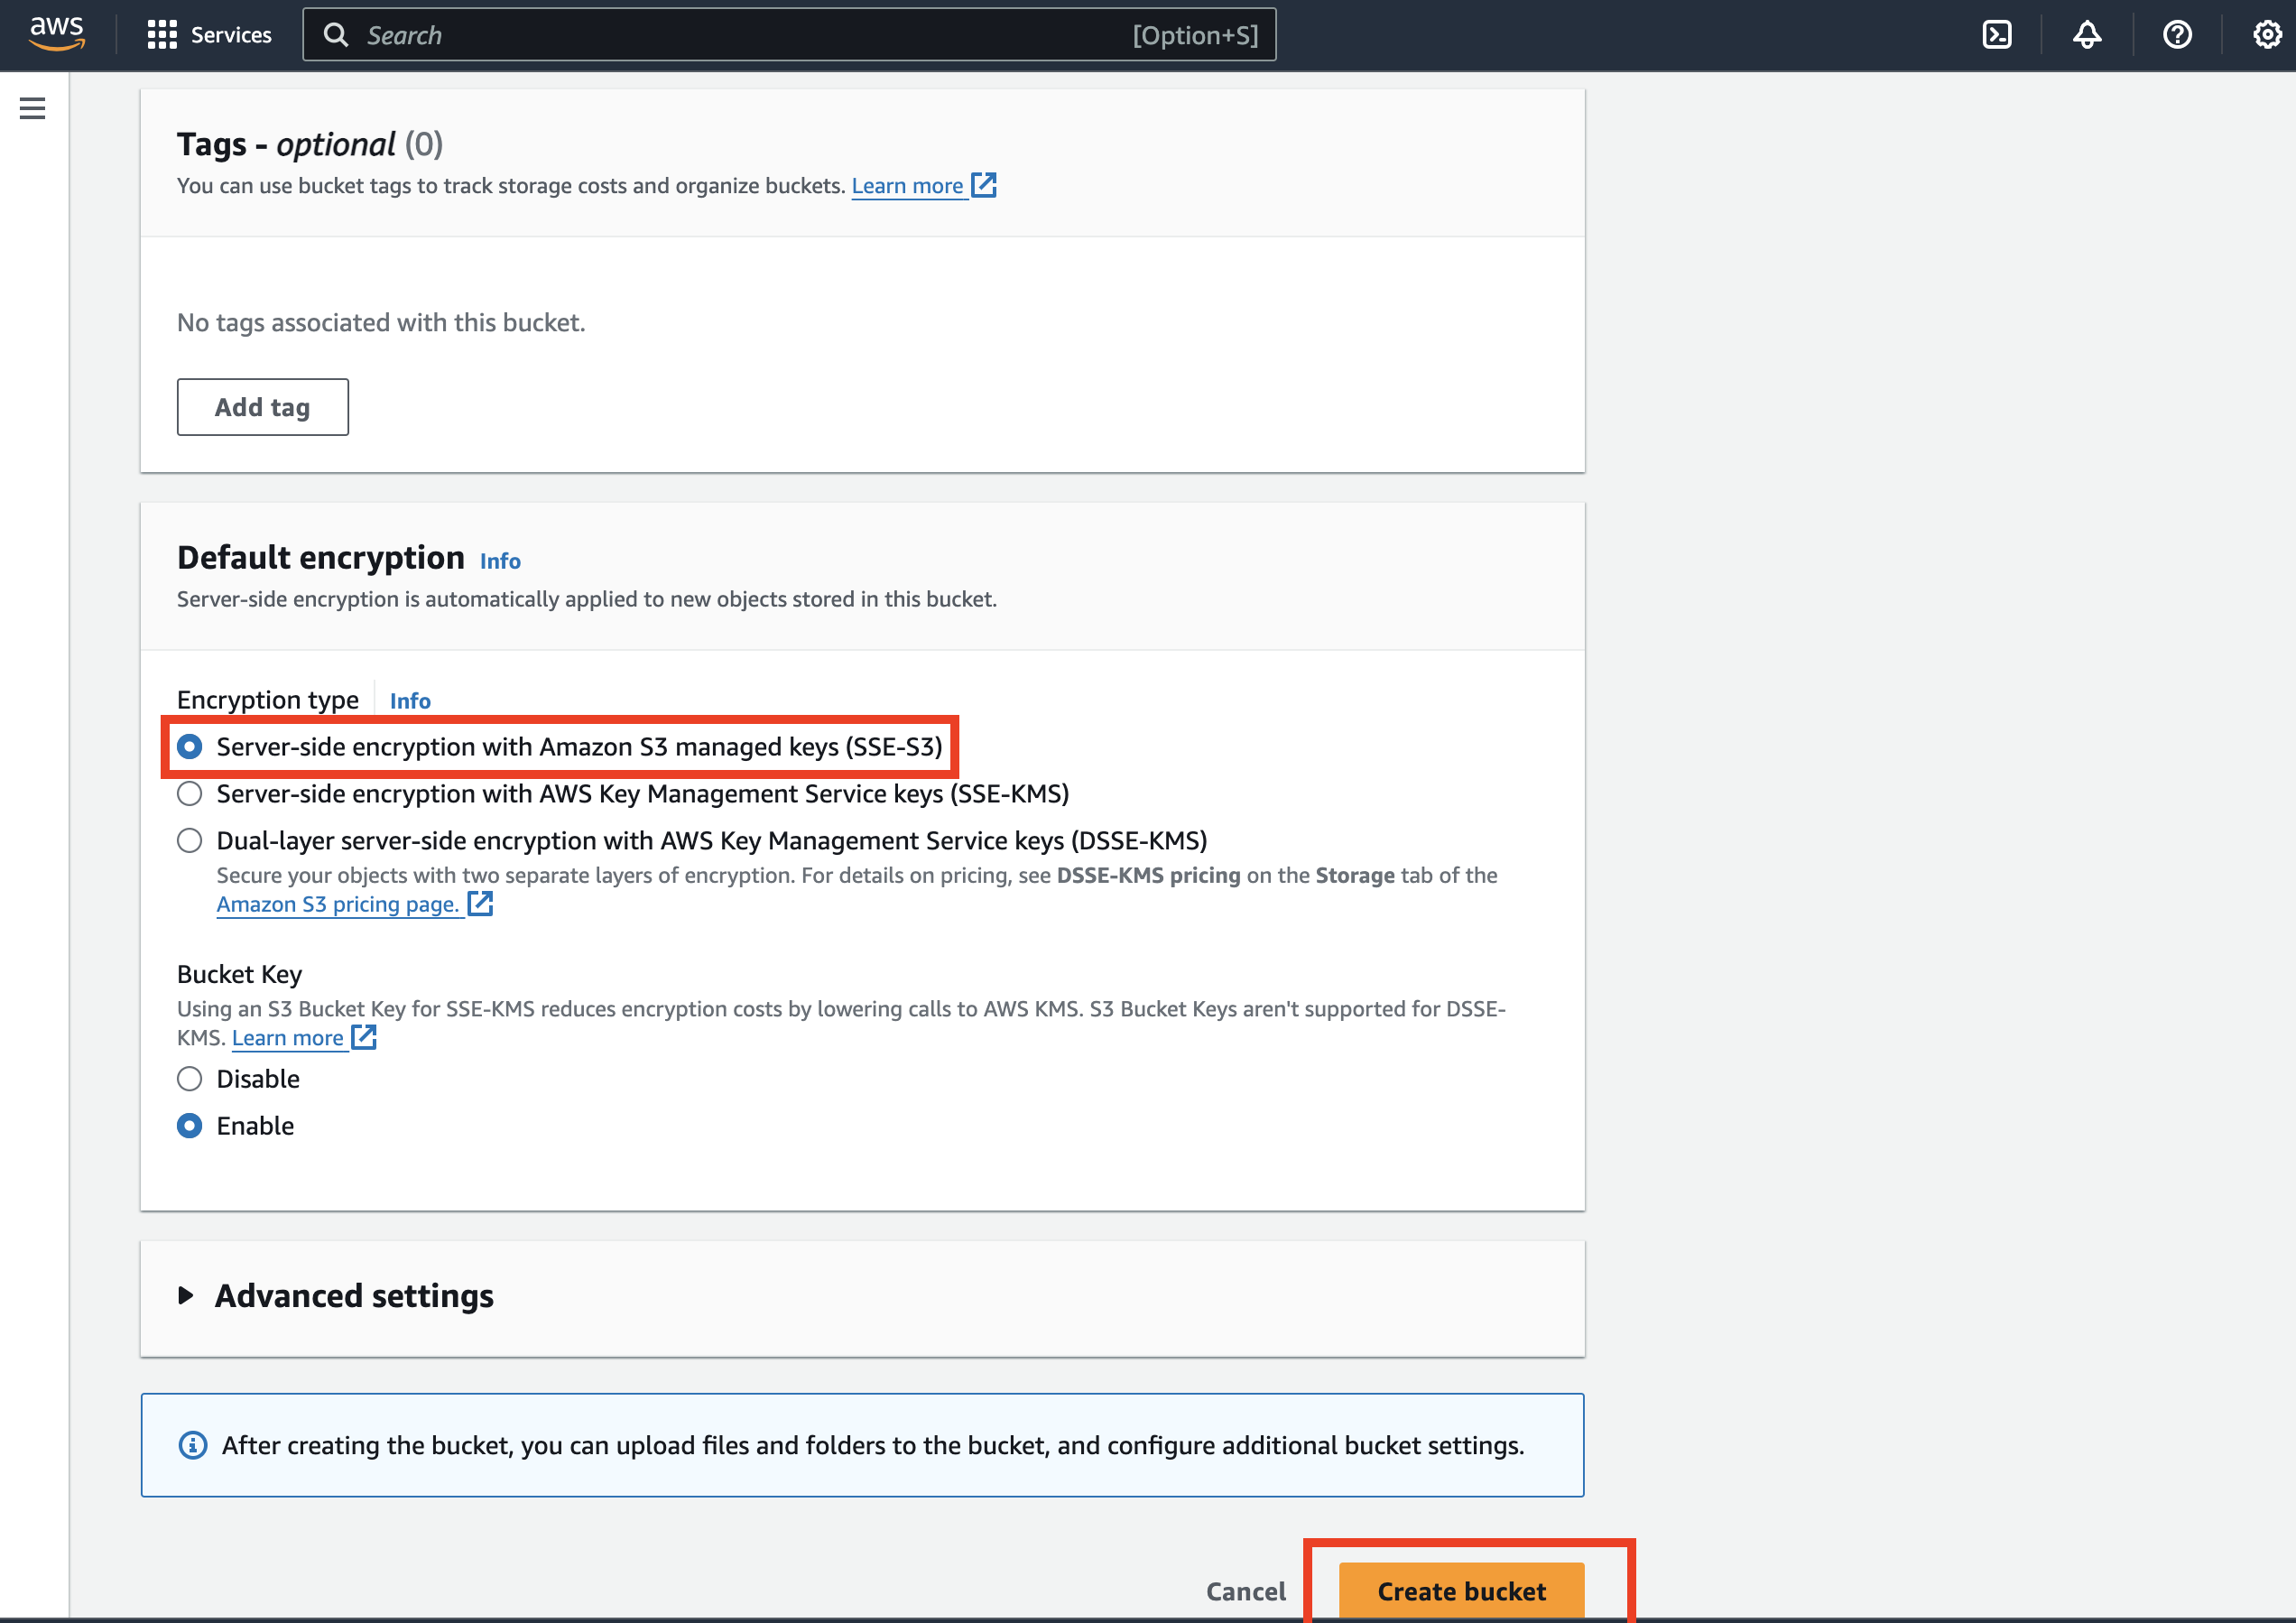 aws
Services
Search
[Option+S]
Tags - optional (0)
You can use bucket tags to track storage costs and organize buckets. Learn more
No tags associated with this bucket.
Add tag
Default encryption Info
Server-side encryption is automatically applied to new objects stored in this bucket.
Encryption type Info
Server-side encryption with Amazon S3 managed keys (SSE-S3)
Server-side encryption with AWS Key Management Service keys (SSE-KMS)
Dual-layer server-side encryption with AWS Key Management Service keys (DSSE-KMS)
Secure your objects with two separate layers of encryption. For details on pricing, see DSSE-KMS pricing on the Storage tab of the
Amazon S3 pricing page.
Bucket Key
Using an S3 Bucket Key for SSE-KMS reduces encryption costs by lowering calls to AWS KMS. S3 Bucket Keys aren't supported for DSSE-
KMS. Learn more
Disable
Enable
Advanced settings
After creating the bucket, you can upload files and folders to the bucket, and configure additional bucket settings.
Cancel
Create bucket